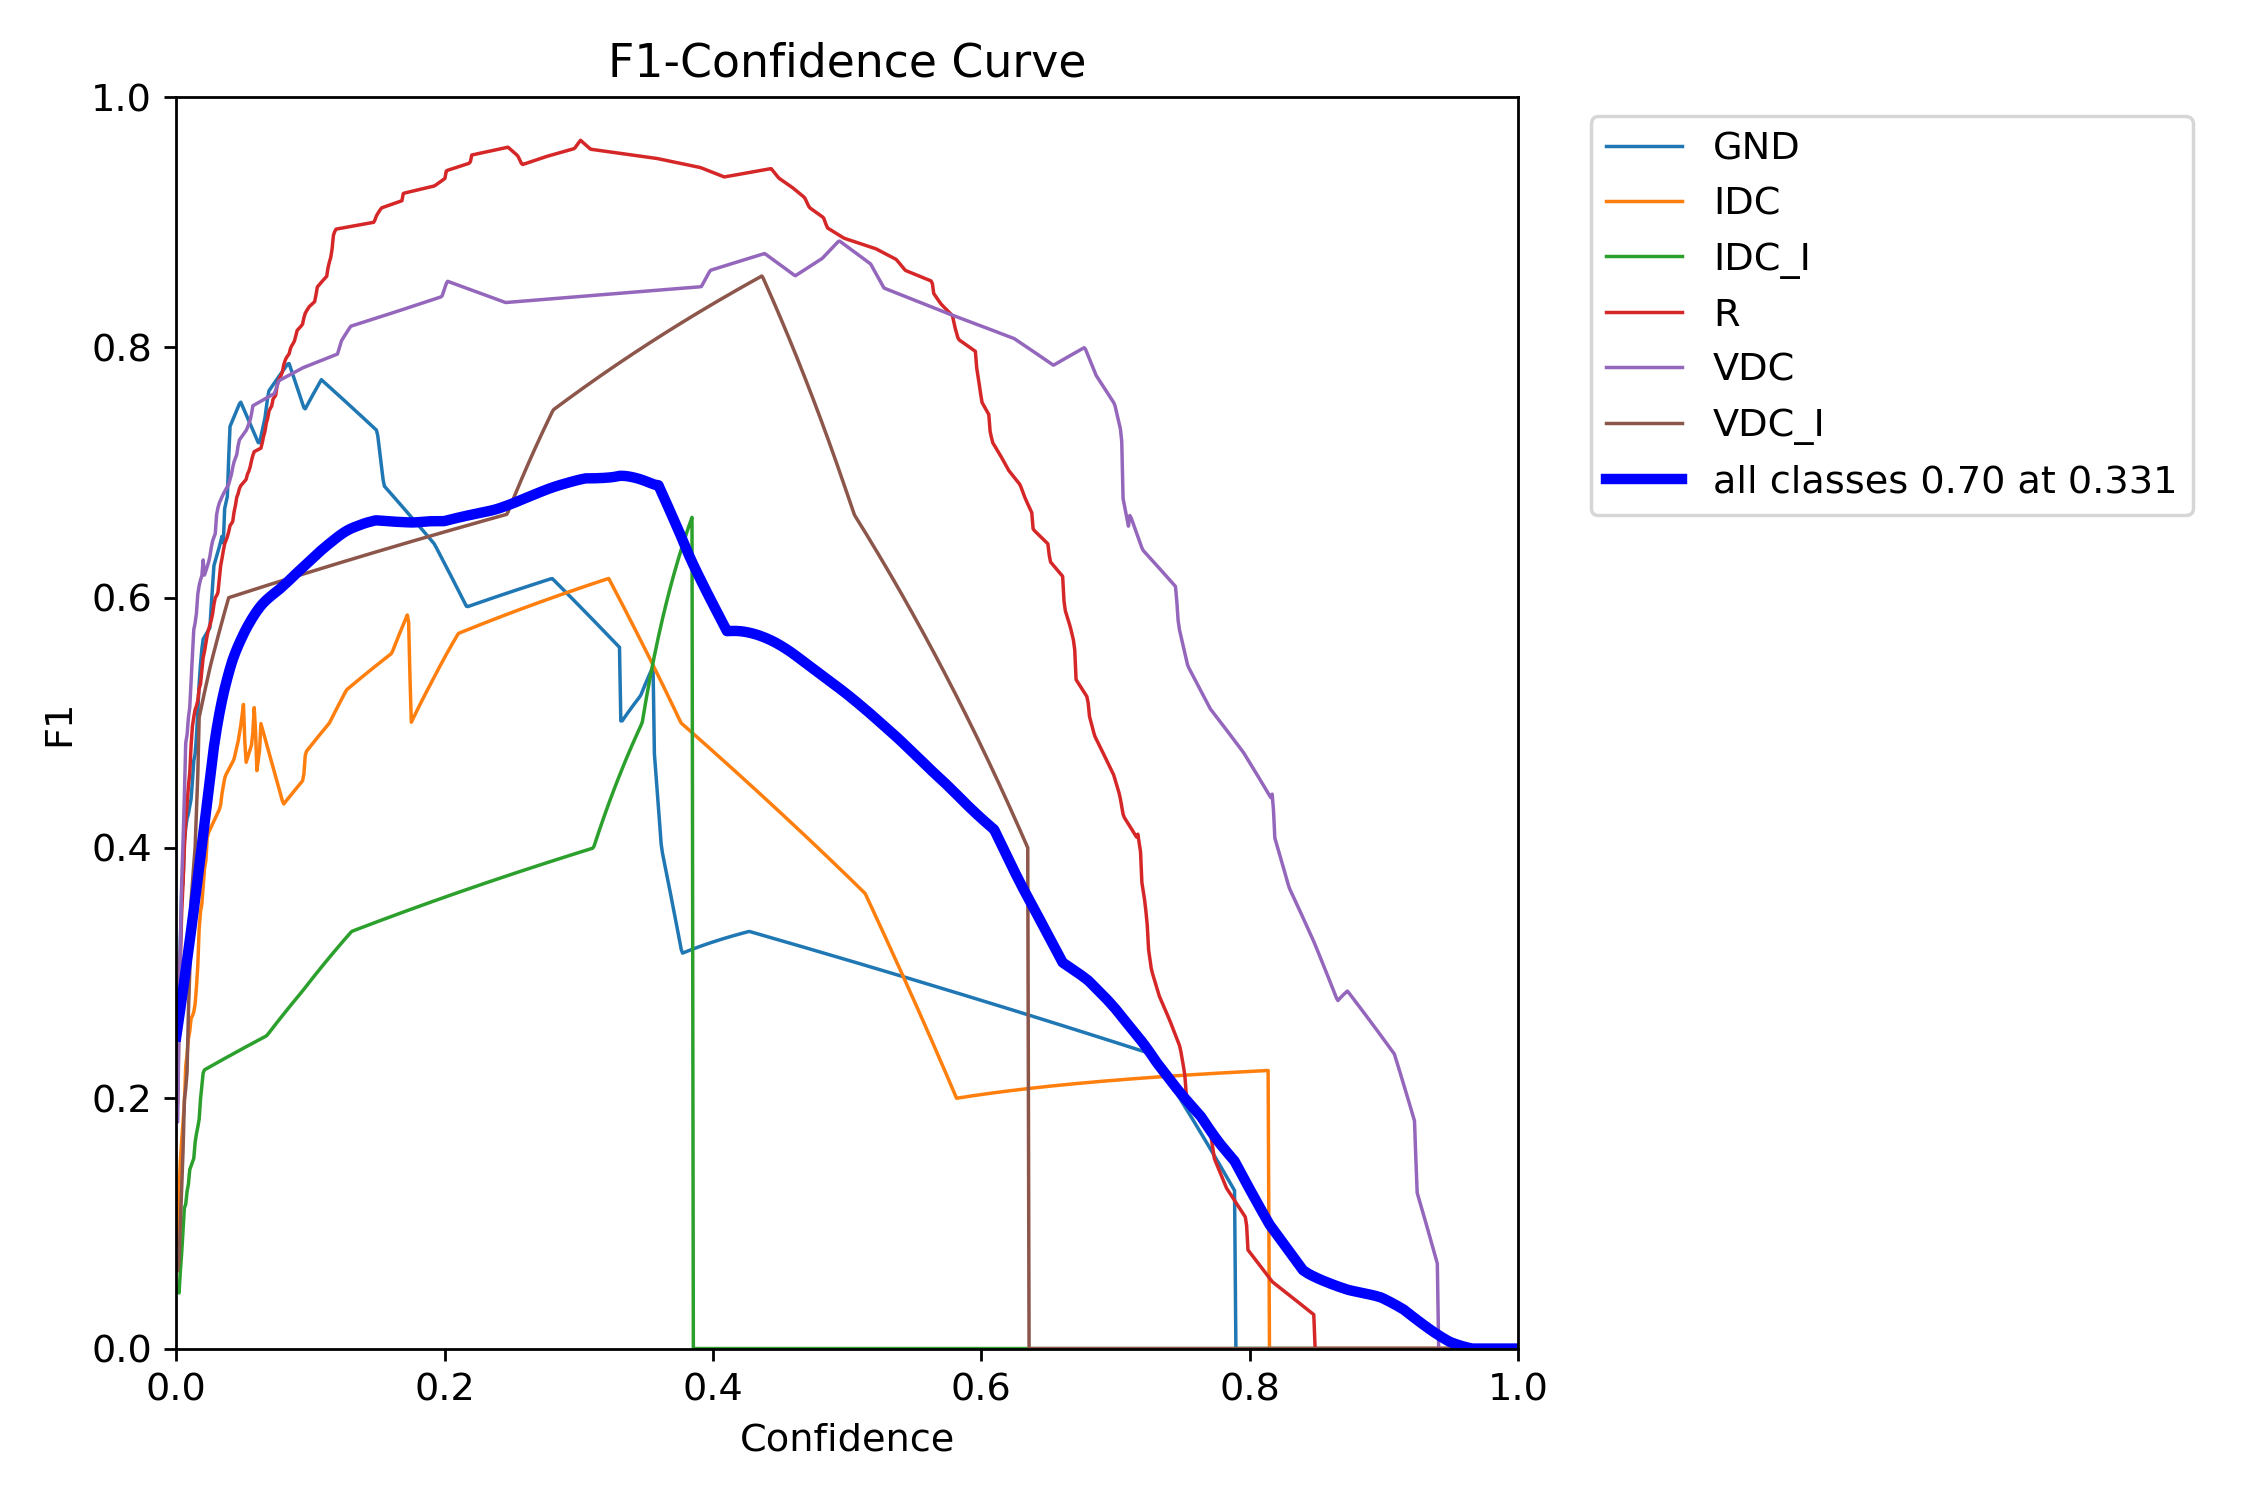 F1-Confidence Curve
1.0
0.8
0.6
0.4
0.2
0.0
F1
0.0 0.2 0.4 0.6 0.8 1.0
Confidence
GND
IDC
IDC_I
R
VDC
VDC_I
all classes 0.70 at 0.331